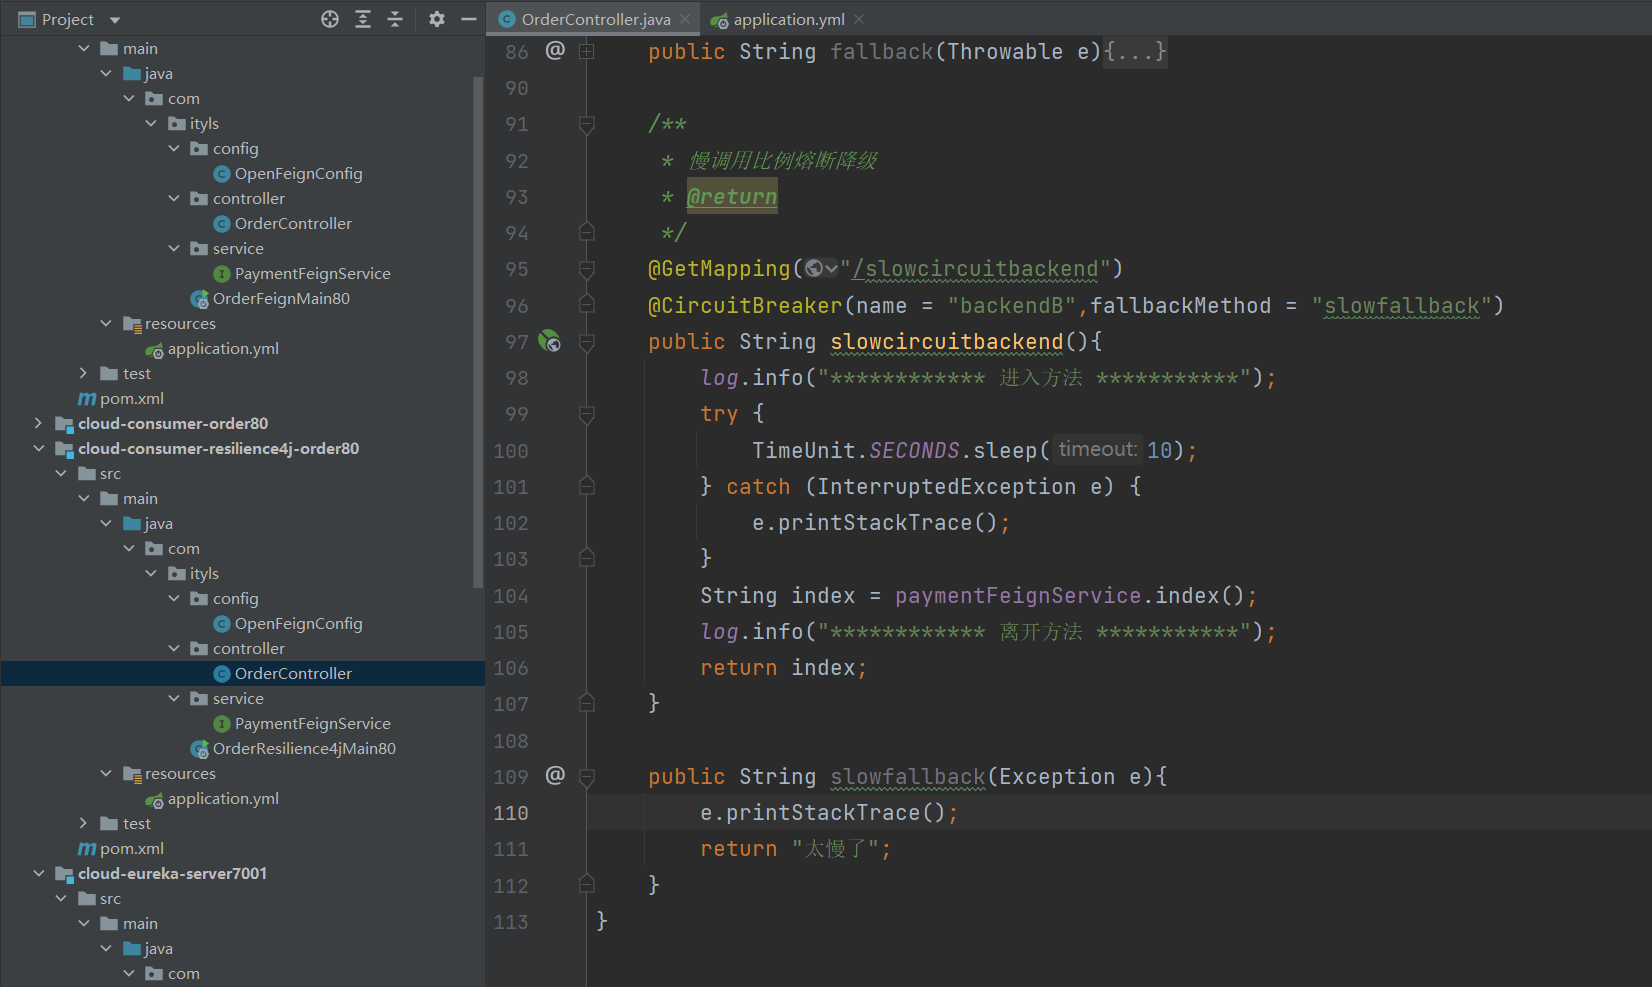 Project
main
java
com
ityls
config
OpenFeignConfig
controller
OrderController
service
PaymentFeignService
OrderFeignMain80
resources
application.yml
test
pom.xml
cloud-consumer-order80
cloud-consumer-resilience4j-order80
src
main
java
com
ityls
config
OpenFeignConfig
controller
OrderController
service
PaymentFeignService
OrderResilience4jMain80
resources
application.yml
test
pom.xml
cloud-eureka-server7001
src
main
java
com
OrderController.java
application.yml
86 @ public String fallback(Throwable e){...}
90
91 /**
92 * 慢调用比例熔断降级
93 * @return
94 */
95 @GetMapping("/slowcircuitbackend")
96 @CircuitBreaker(name = "backendB",fallbackMethod = "slowfallback")
97 public String slowcircuitbackend(){
98 log.info("************ 进入方法 ***********");
99 try {
100 TimeUnit.SECONDS.sleep( timeout: 10);
101 } catch (InterruptedException e) {
102 e.printStackTrace();
103 }
104 String index = paymentFeignService.index();
105 log.info("************ 离开方法 ***********");
106 return index;
107 }
108
109 @ public String slowfallback(Exception e){
110 e.printStackTrace();
111 return "太慢了";
112 }
113 }